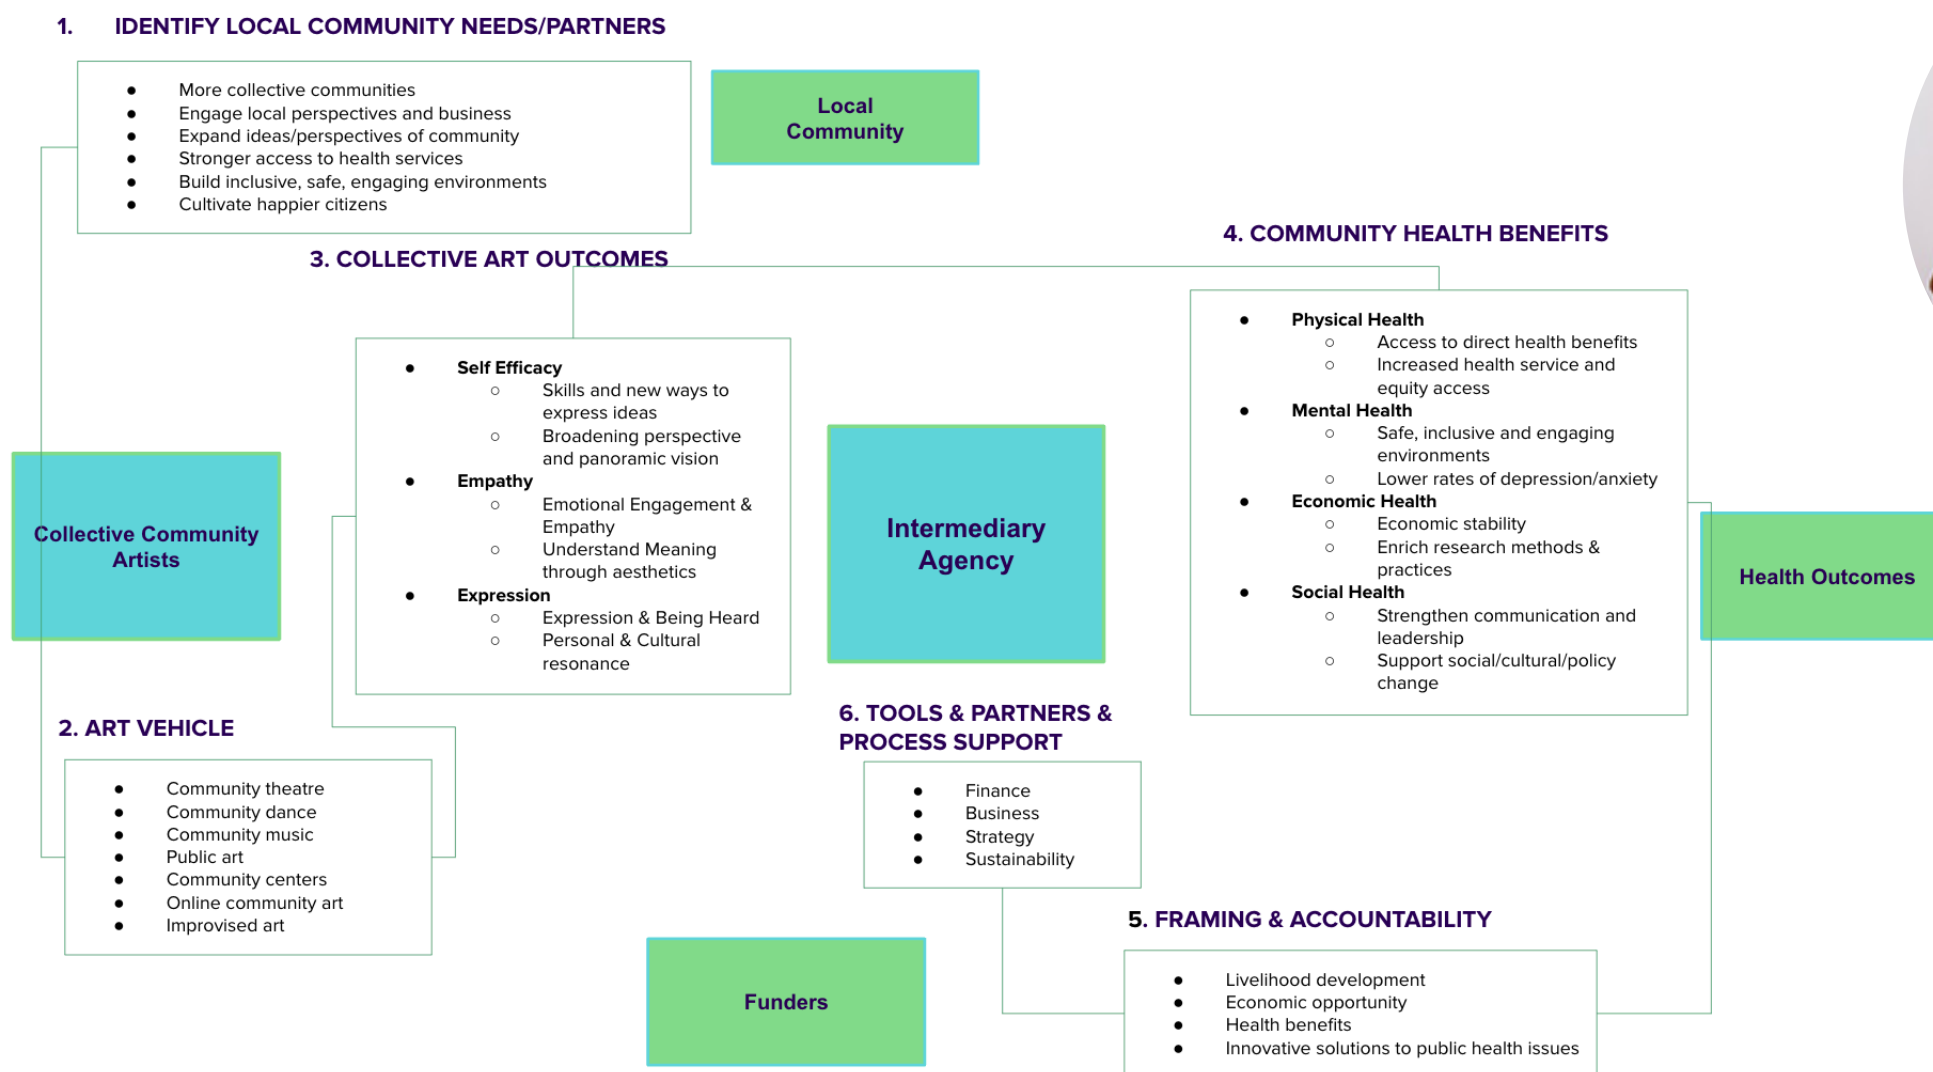 1. IDENTIFY LOCAL COMMUNITY NEEDS/PARTNERS
● More collective communities
● Engage local perspectives and business
● Expand ideas/perspectives of community
● Stronger access to health services
● Build inclusive, safe, engaging environments
● Cultivate happier citizens
Local
Community
3. COLLECTIVE ART OUTCOMES
● Self Efficacy
○ Skills and new ways to
express ideas
○ Broadening perspective
and panoramic vision
● Empathy
○ Emotional Engagement &
Empathy
○ Understand Meaning
through aesthetics
● Expression
○ Expression & Being Heard
○ Personal & Cultural
resonance
4. COMMUNITY HEALTH BENEFITS
● Physical Health
○ Access to direct health benefits
○ Increased health service and
equity access
● Mental Health
○ Safe, inclusive and engaging
environments
○ Lower rates of depression/anxiety
● Economic Health
○ Economic stability
○ Enrich research methods &
practices
● Social Health
○ Strengthen communication and
leadership
○ Support social/cultural/policy
change
Collective Community
Artists
Intermediary
Agency
Health Outcomes
2. ART VEHICLE
● Community theatre
● Community dance
● Community music
● Public art
● Community centers
● Online community art
● Improvised art
6. TOOLS & PARTNERS &
PROCESS SUPPORT
● Finance
● Business
● Strategy
● Sustainability
5. FRAMING & ACCOUNTABILITY
● Livelihood development
● Economic opportunity
● Health benefits
● Innovative solutions to public health issues
Funders